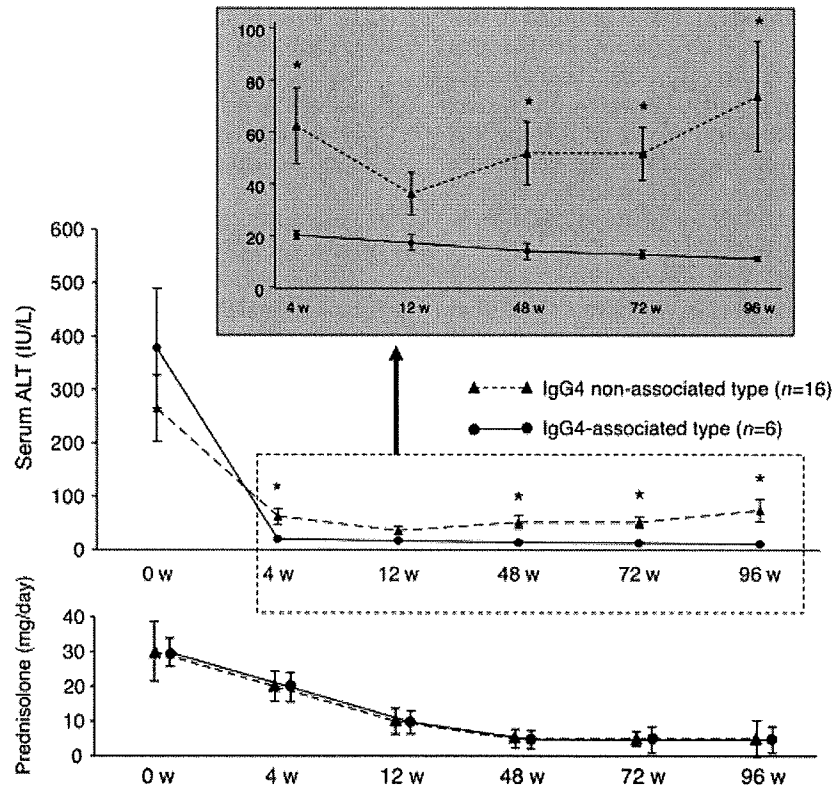 100
80
60
40
20
0
4 w 12 w 48 w 72 w 96 w
* * * *
Serum ALT (IU/L)
600
500
400
300
200
100
0
IgG4 non-associated type (n=16)
IgG4-associated type (n=6)
* * * *
0 w 4 w 12 w 48 w 72 w 96 w
Prednisolone (mg/day)
40
30
20
10
0
0 w 4 w 12 w 48 w 72 w 96 w